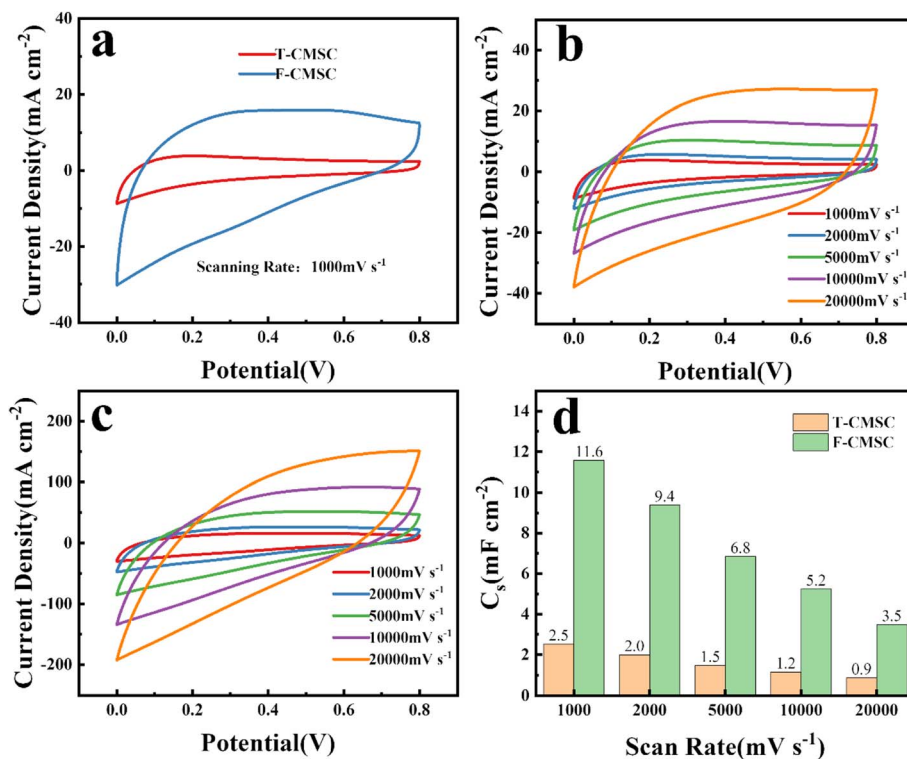 a
T-CMSC
F-CMSC
Scanning Rate: 1000mV s⁻¹
Current Density(mA cm⁻²)
40
20
0
-20
-40
0.0 0.2 0.4 0.6 0.8
Potential(V)
b
1000mV s⁻¹
2000mV s⁻¹
5000mV s⁻¹
10000mV s⁻¹
20000mV s⁻¹
Current Density(mA cm⁻²)
40
20
0
-20
-40
0.0 0.2 0.4 0.6 0.8
Potential(V)
c
1000mV s⁻¹
2000mV s⁻¹
5000mV s⁻¹
10000mV s⁻¹
20000mV s⁻¹
Current Density(mA cm⁻²)
200
100
0
-100
-200
0.0 0.2 0.4 0.6 0.8
Potential(V)
d
T-CMSC
F-CMSC
Cₛ(mF cm⁻²)
14
12
10
8
6
4
2
0
2.5 11.6 2.0 9.4 1.5 6.8 1.2 5.2 0.9 3.5
1000 2000 5000 10000 20000
Scan Rate(mV s⁻¹)